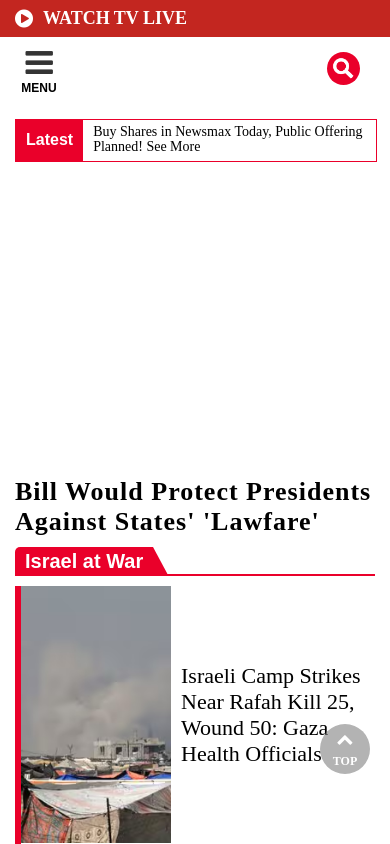 WATCH TV LIVE
MENU
Latest
Buy Shares in Newsmax Today, Public Offering
Planned! See More
Bill Would Protect Presidents
Against States' 'Lawfare'
Israel at War
Israeli Camp Strikes
Near Rafah Kill 25,
Wound 50: Gaza
Health Officials
TOP